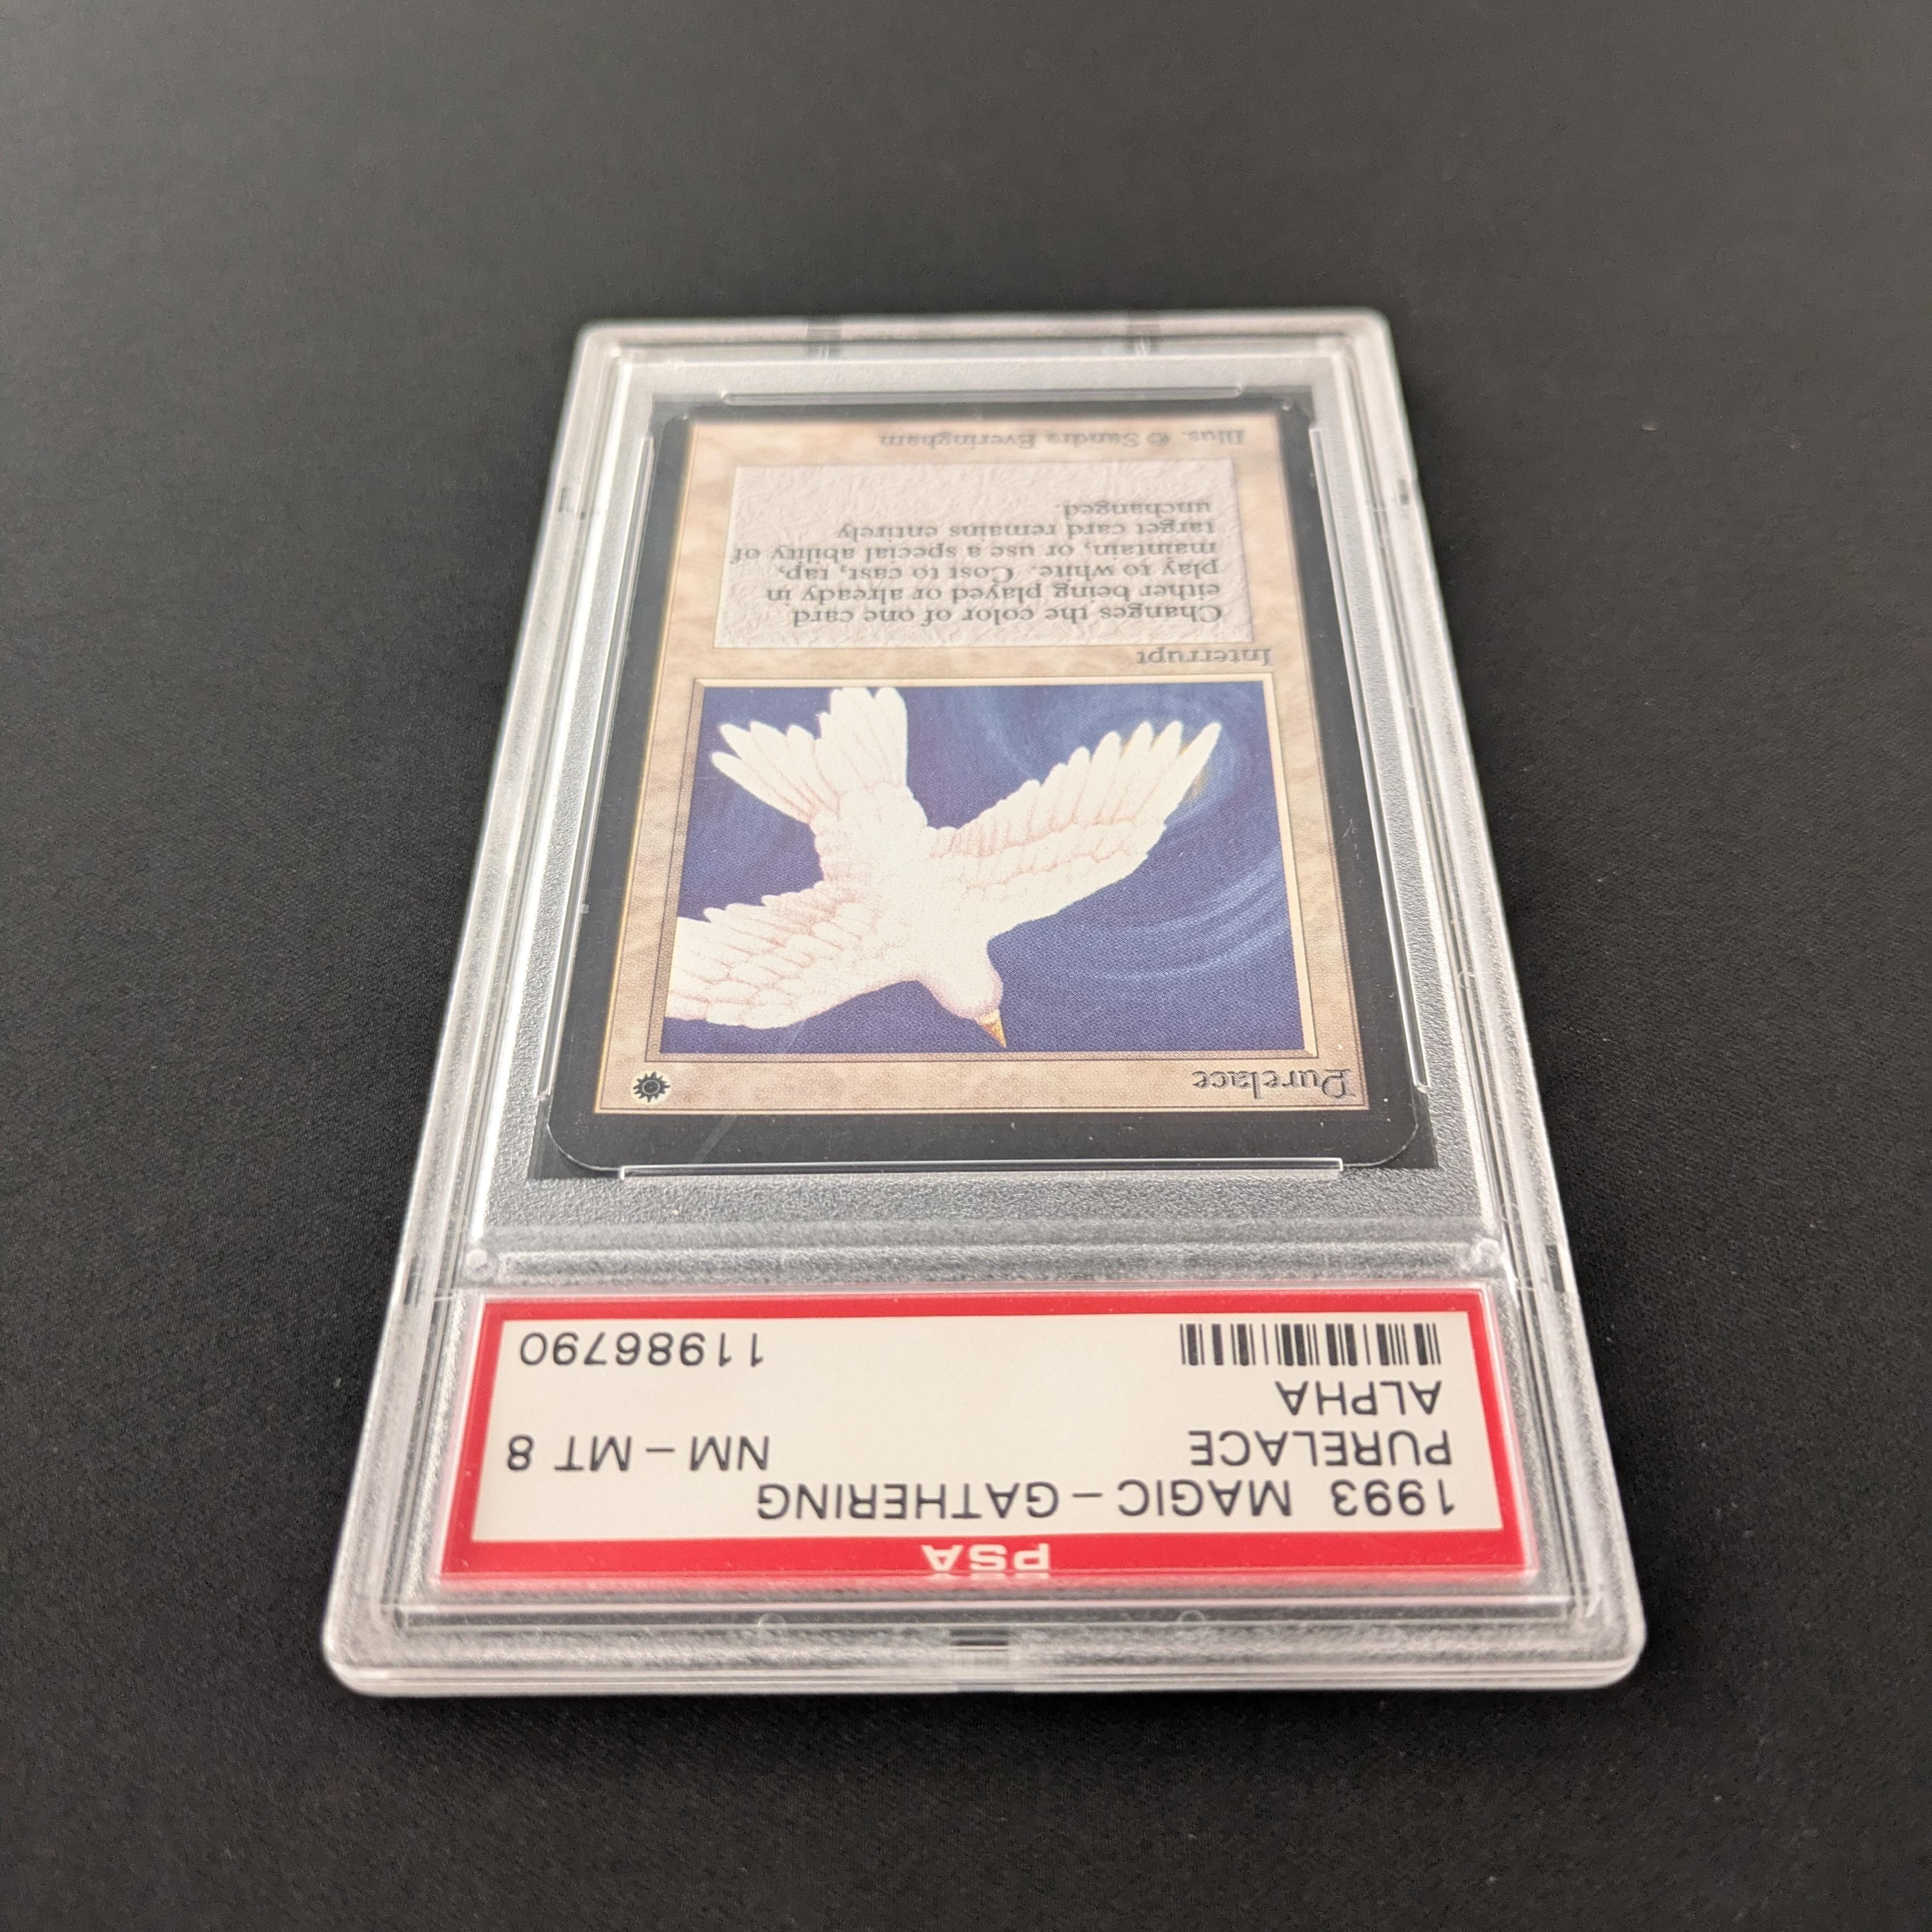 PSA
1993 MAGIC - GATHERING
PURELACE NM - MT 8
ALPHA
11986790
Purelace
Interrupt
Changes the color of one card
either being played or already in
play to white. Cost to cast, tap,
maintain, or use a special ability of
target card remains entirely
unchanged.
Illus. © Sandra Everingham